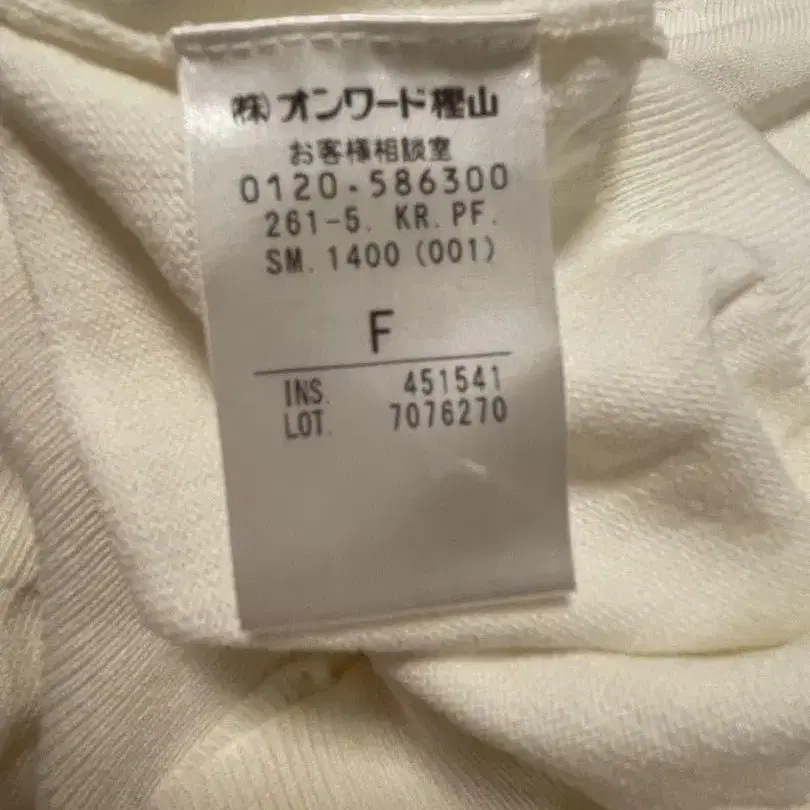 ㈱オンワード樫山
お客様相談室
0120-586300
261-5. KR. PF.
SM. 1400 (001)
F
INS. 451541
LOT. 7076270